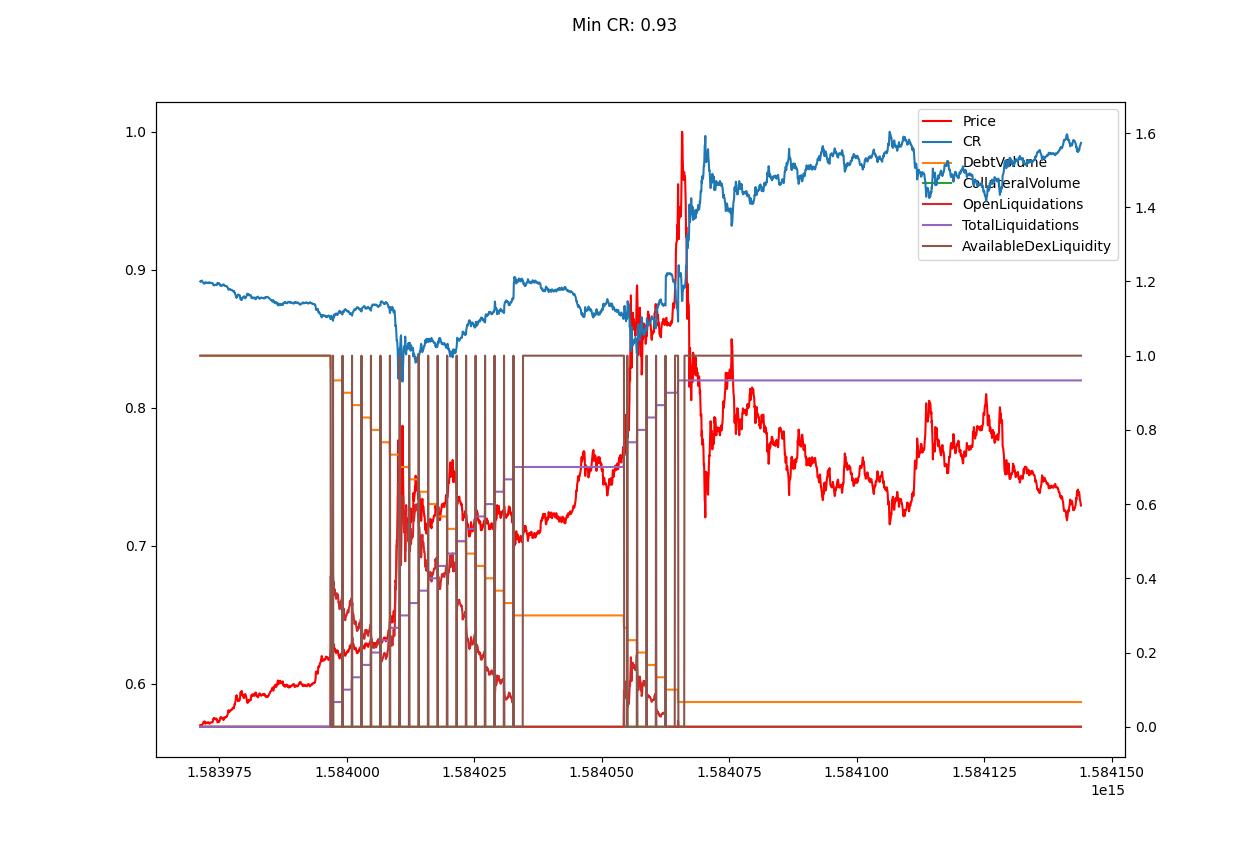 Min CR: 0.93
1.0
0.9
0.8
0.7
0.6
1.6
1.4
1.2
1.0
0.8
0.6
0.4
0.2
0.0
Price
CR
DebtVolume
CollateralVolume
OpenLiquidations
TotalLiquidations
AvailableDexLiquidity
1.583975 1.584000 1.584025 1.584050 1.584075 1.584100 1.584125 1.584150
1e15